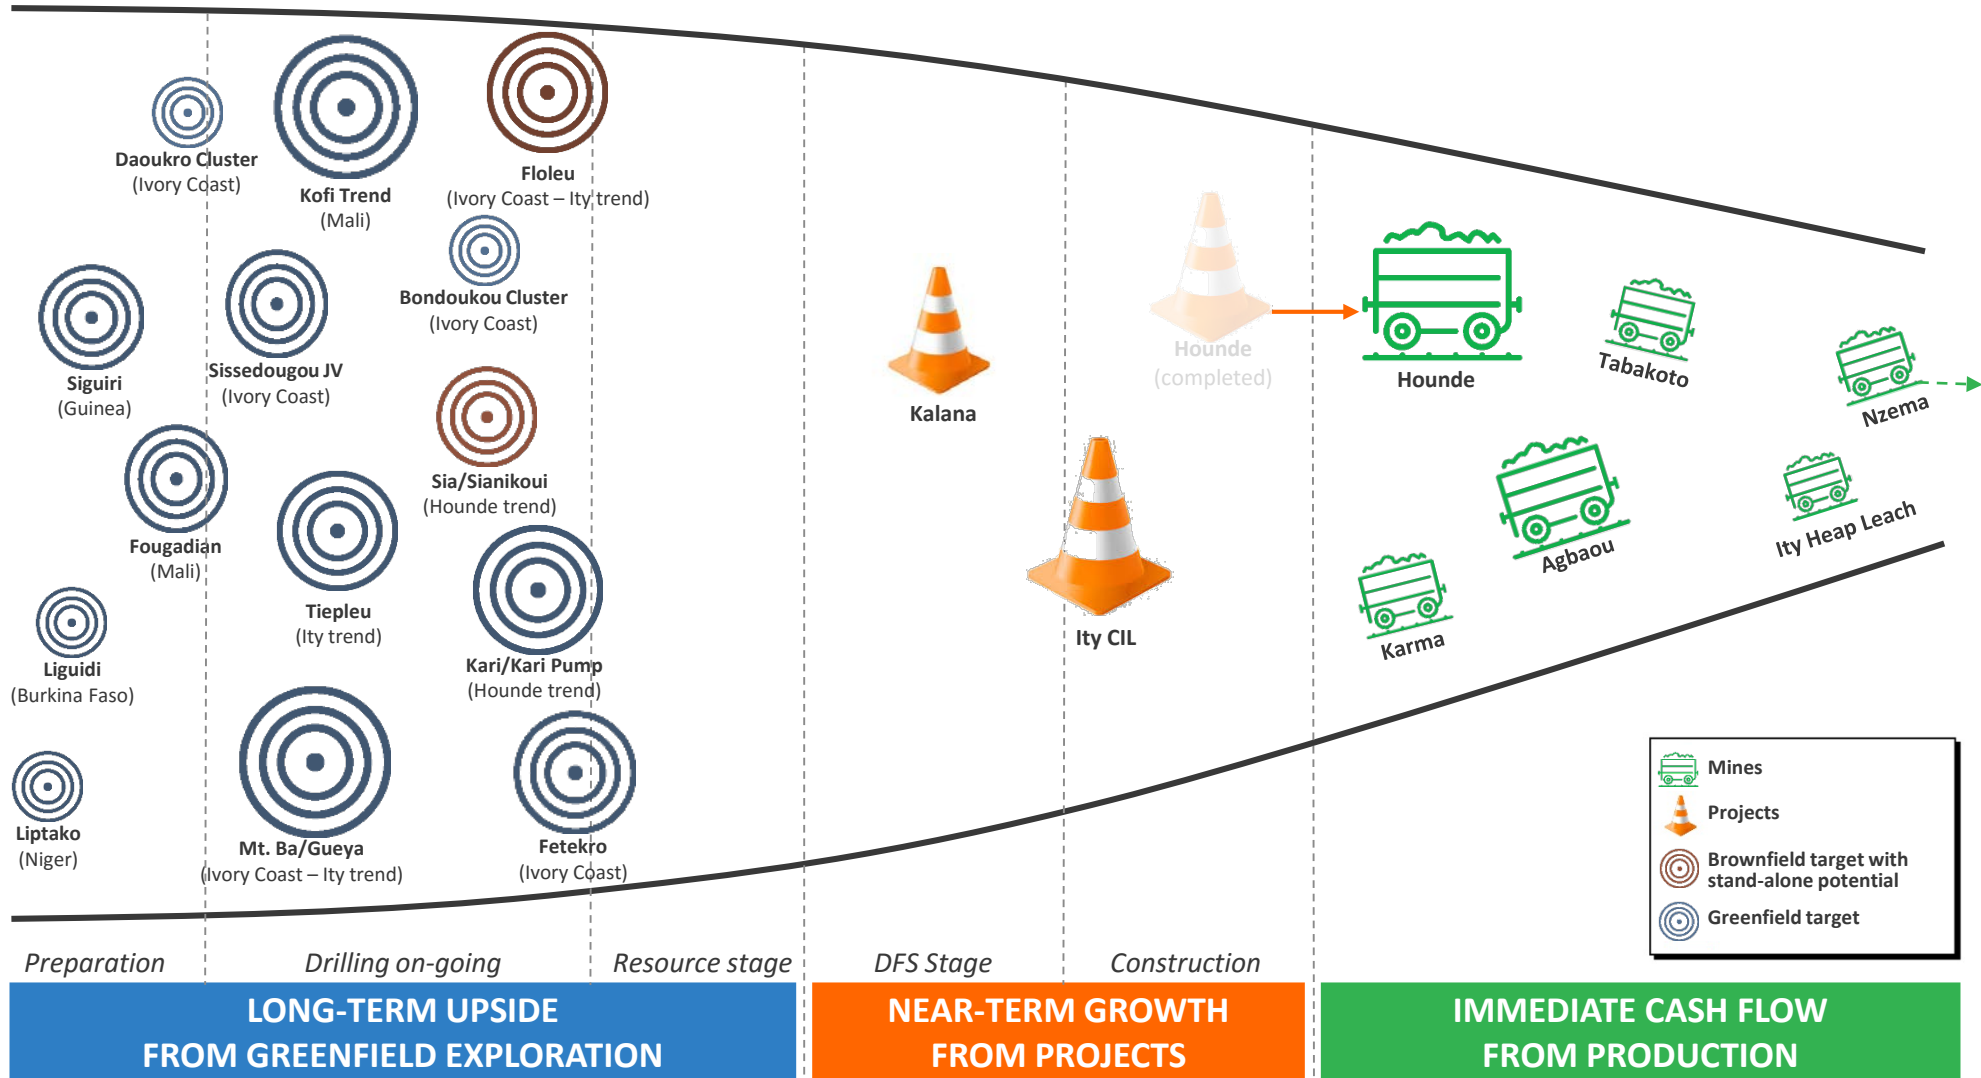 Daoukro Cluster
(Ivory Coast)
Kofi Trend
(Mali)
Floleu
(Ivory Coast – Ity trend)
Siguiri
(Guinea)
Sissedougou JV
(Ivory Coast)
Bondoukou Cluster
(Ivory Coast)
Sia/Sianikoui
(Hounde trend)
Fougadian
(Mali)
Tiepleu
(Ity trend)
Kari/Kari Pump
(Hounde trend)
Liguidi
(Burkina Faso)
Liptako
(Niger)
Mt. Ba/Gueya
(Ivory Coast – Ity trend)
Fetekro
(Ivory Coast)
Kalana
Ity CIL
Hounde
(completed)
Hounde
Tabakoto
Nzema
Agbaou
Ity Heap Leach
Karma
Mines
Projects
Brownfield target with
stand-alone potential
Greenfield target
Preparation
Drilling on-going
Resource stage
DFS Stage
Construction
LONG-TERM UPSIDE
FROM GREENFIELD EXPLORATION
NEAR-TERM GROWTH
FROM PROJECTS
IMMEDIATE CASH FLOW
FROM PRODUCTION